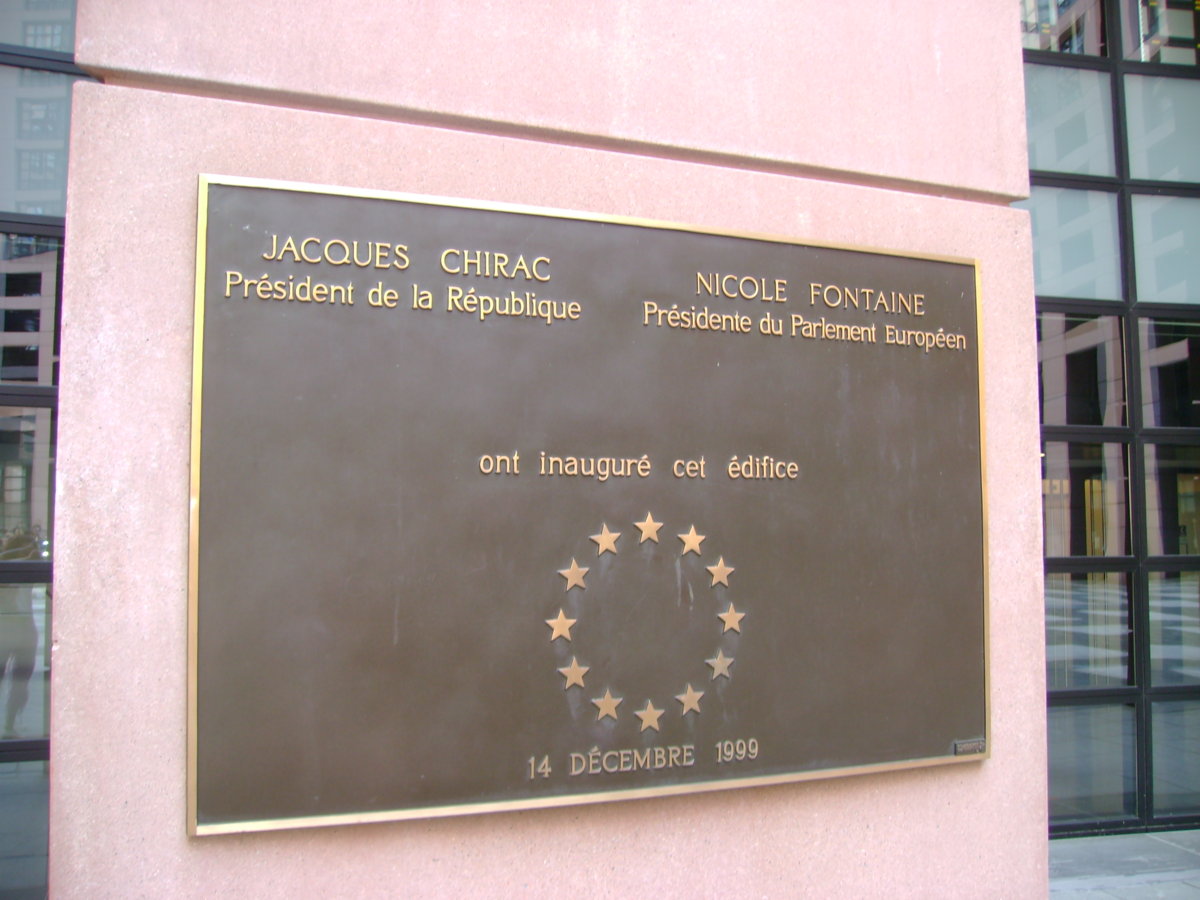 JACQUES CHIRAC
Président de la République
NICOLE FONTAINE
Présidente du Parlement Européen
ont inauguré cet édifice
14 DÉCEMBRE 1999